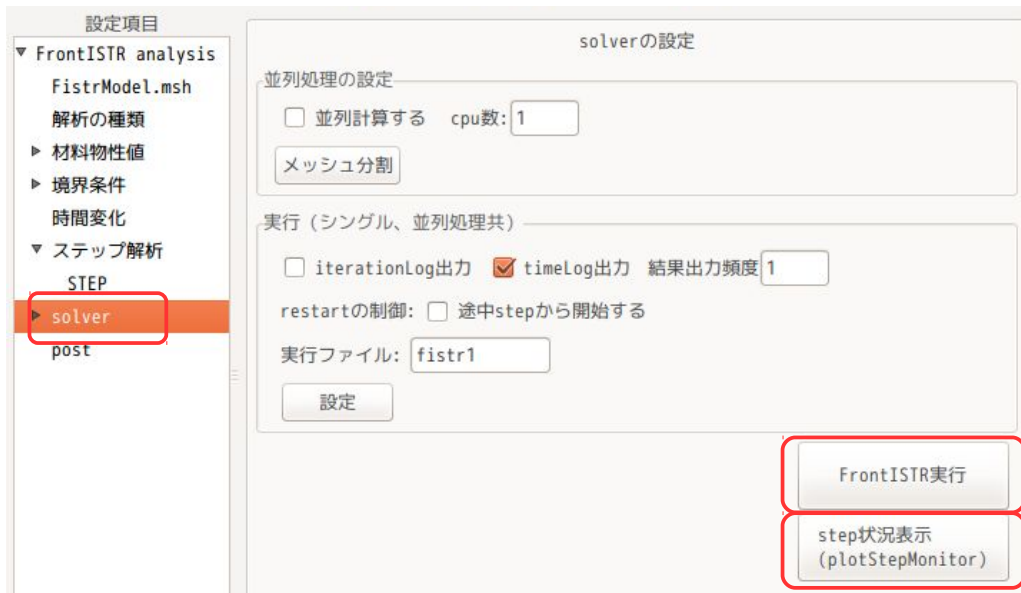 設定項目
FrontISTR analysis
FistrModel.msh
解析の種類
材料物性値
境界条件
時間変化
ステップ解析
STEP
solver
post
solverの設定
並列処理の設定
並列計算する cpu数: 1
メッシュ分割
実行(シングル、並列処理共)
iterationLog出力 timeLog出力 結果出力頻度 1
restartの制御: 途中stepから開始する
実行ファイル: fistr1
設定
FrontISTR実行
step状況表示
(plotStepMonitor)